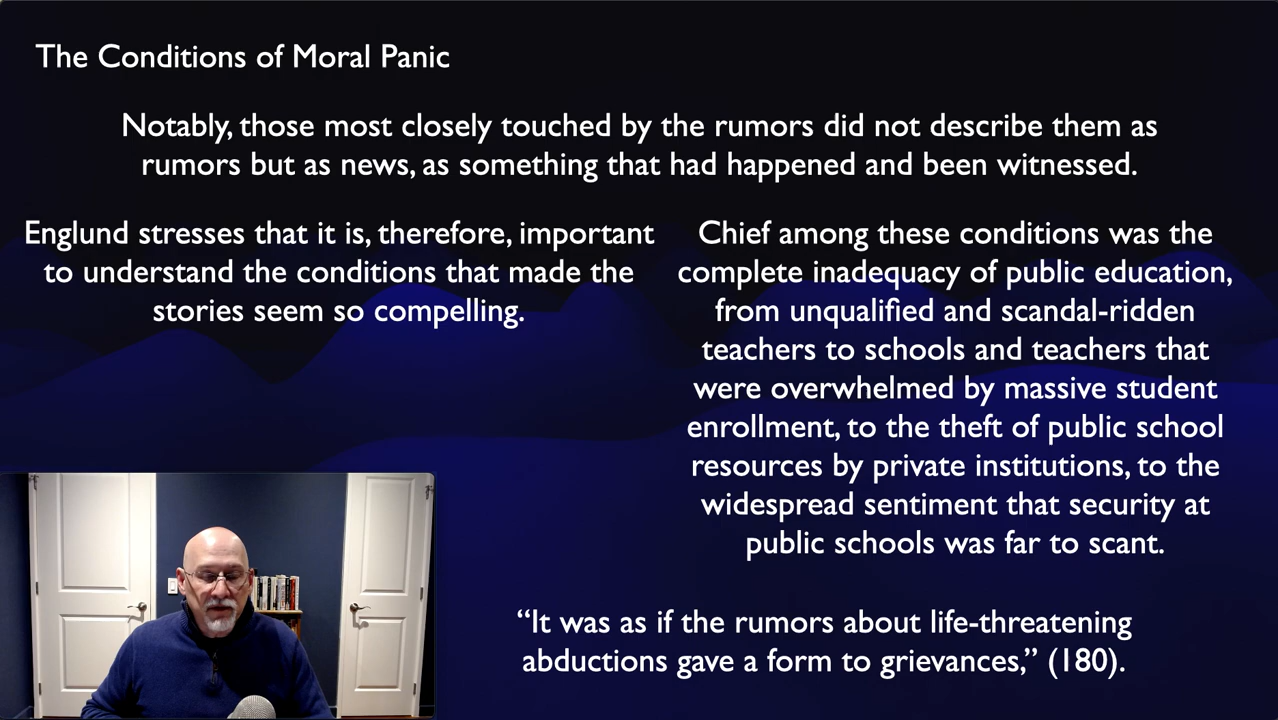 The Conditions of Moral Panic
Notably, those most closely touched by the rumors did not describe them as
rumors but as news, as something that had happened and been witnessed.
Englund stresses that it is, therefore, important
to understand the conditions that made the
stories seem so compelling.
Chief among these conditions was the
complete inadequacy of public education,
from unqualified and scandal-ridden
teachers to schools and teachers that
were overwhelmed by massive student
enrollment, to the theft of public school
resources by private institutions, to the
widespread sentiment that security at
public schools was far to scant.
“It was as if the rumors about life-threatening
abductions gave a form to grievances,” (180).